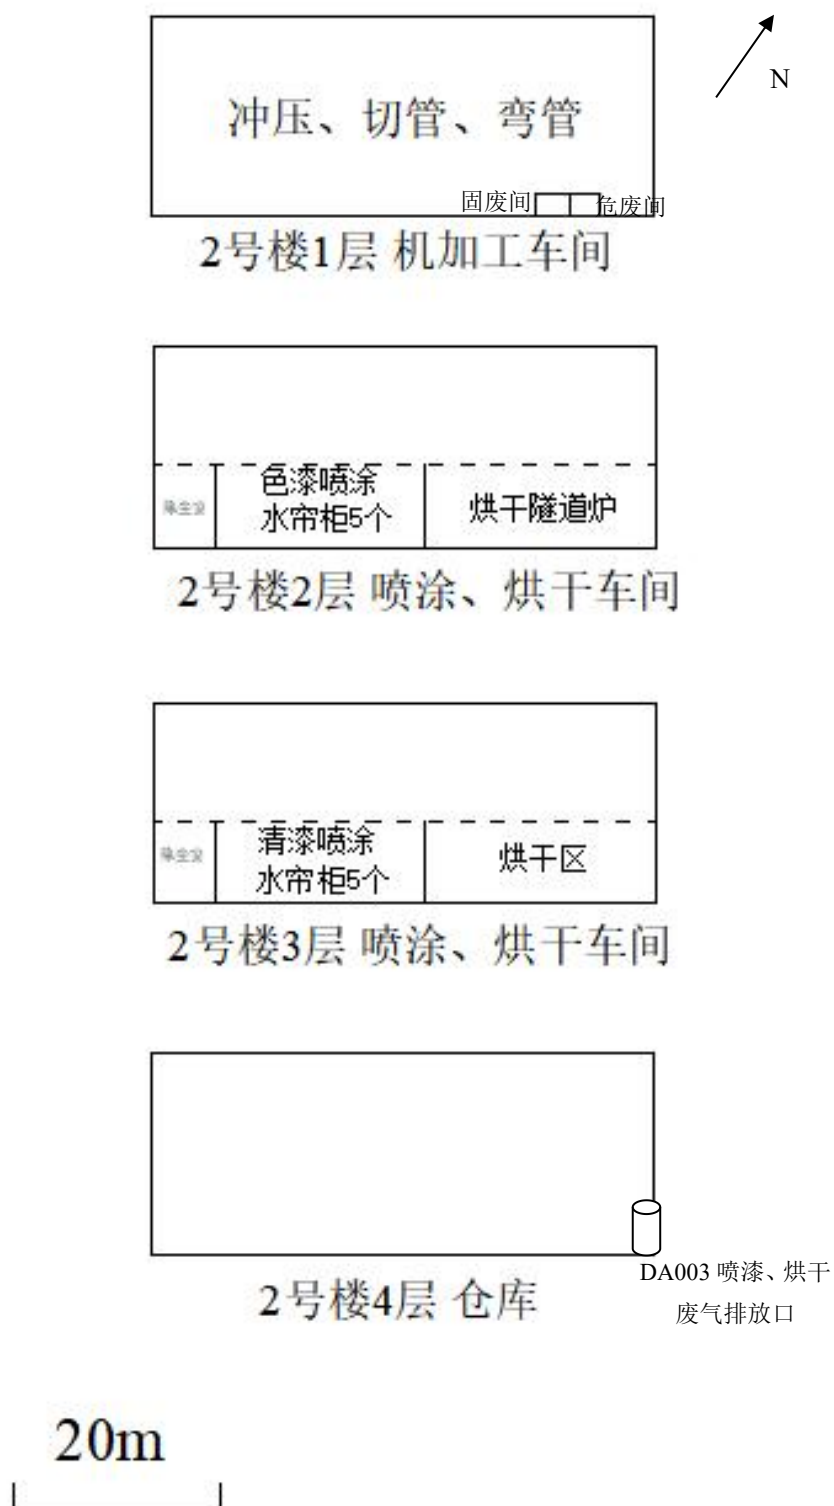 N
冲压、切管、弯管
固废间
危废间
2号楼1层 机加工车间
色漆喷涂
水帘柜5个
烘干隧道炉
2号楼2层 喷涂、烘干车间
清漆喷涂
水帘柜5个
烘干区
2号楼3层 喷涂、烘干车间
DA003 喷漆、烘干
废气排放口
2号楼4层 仓库
20m